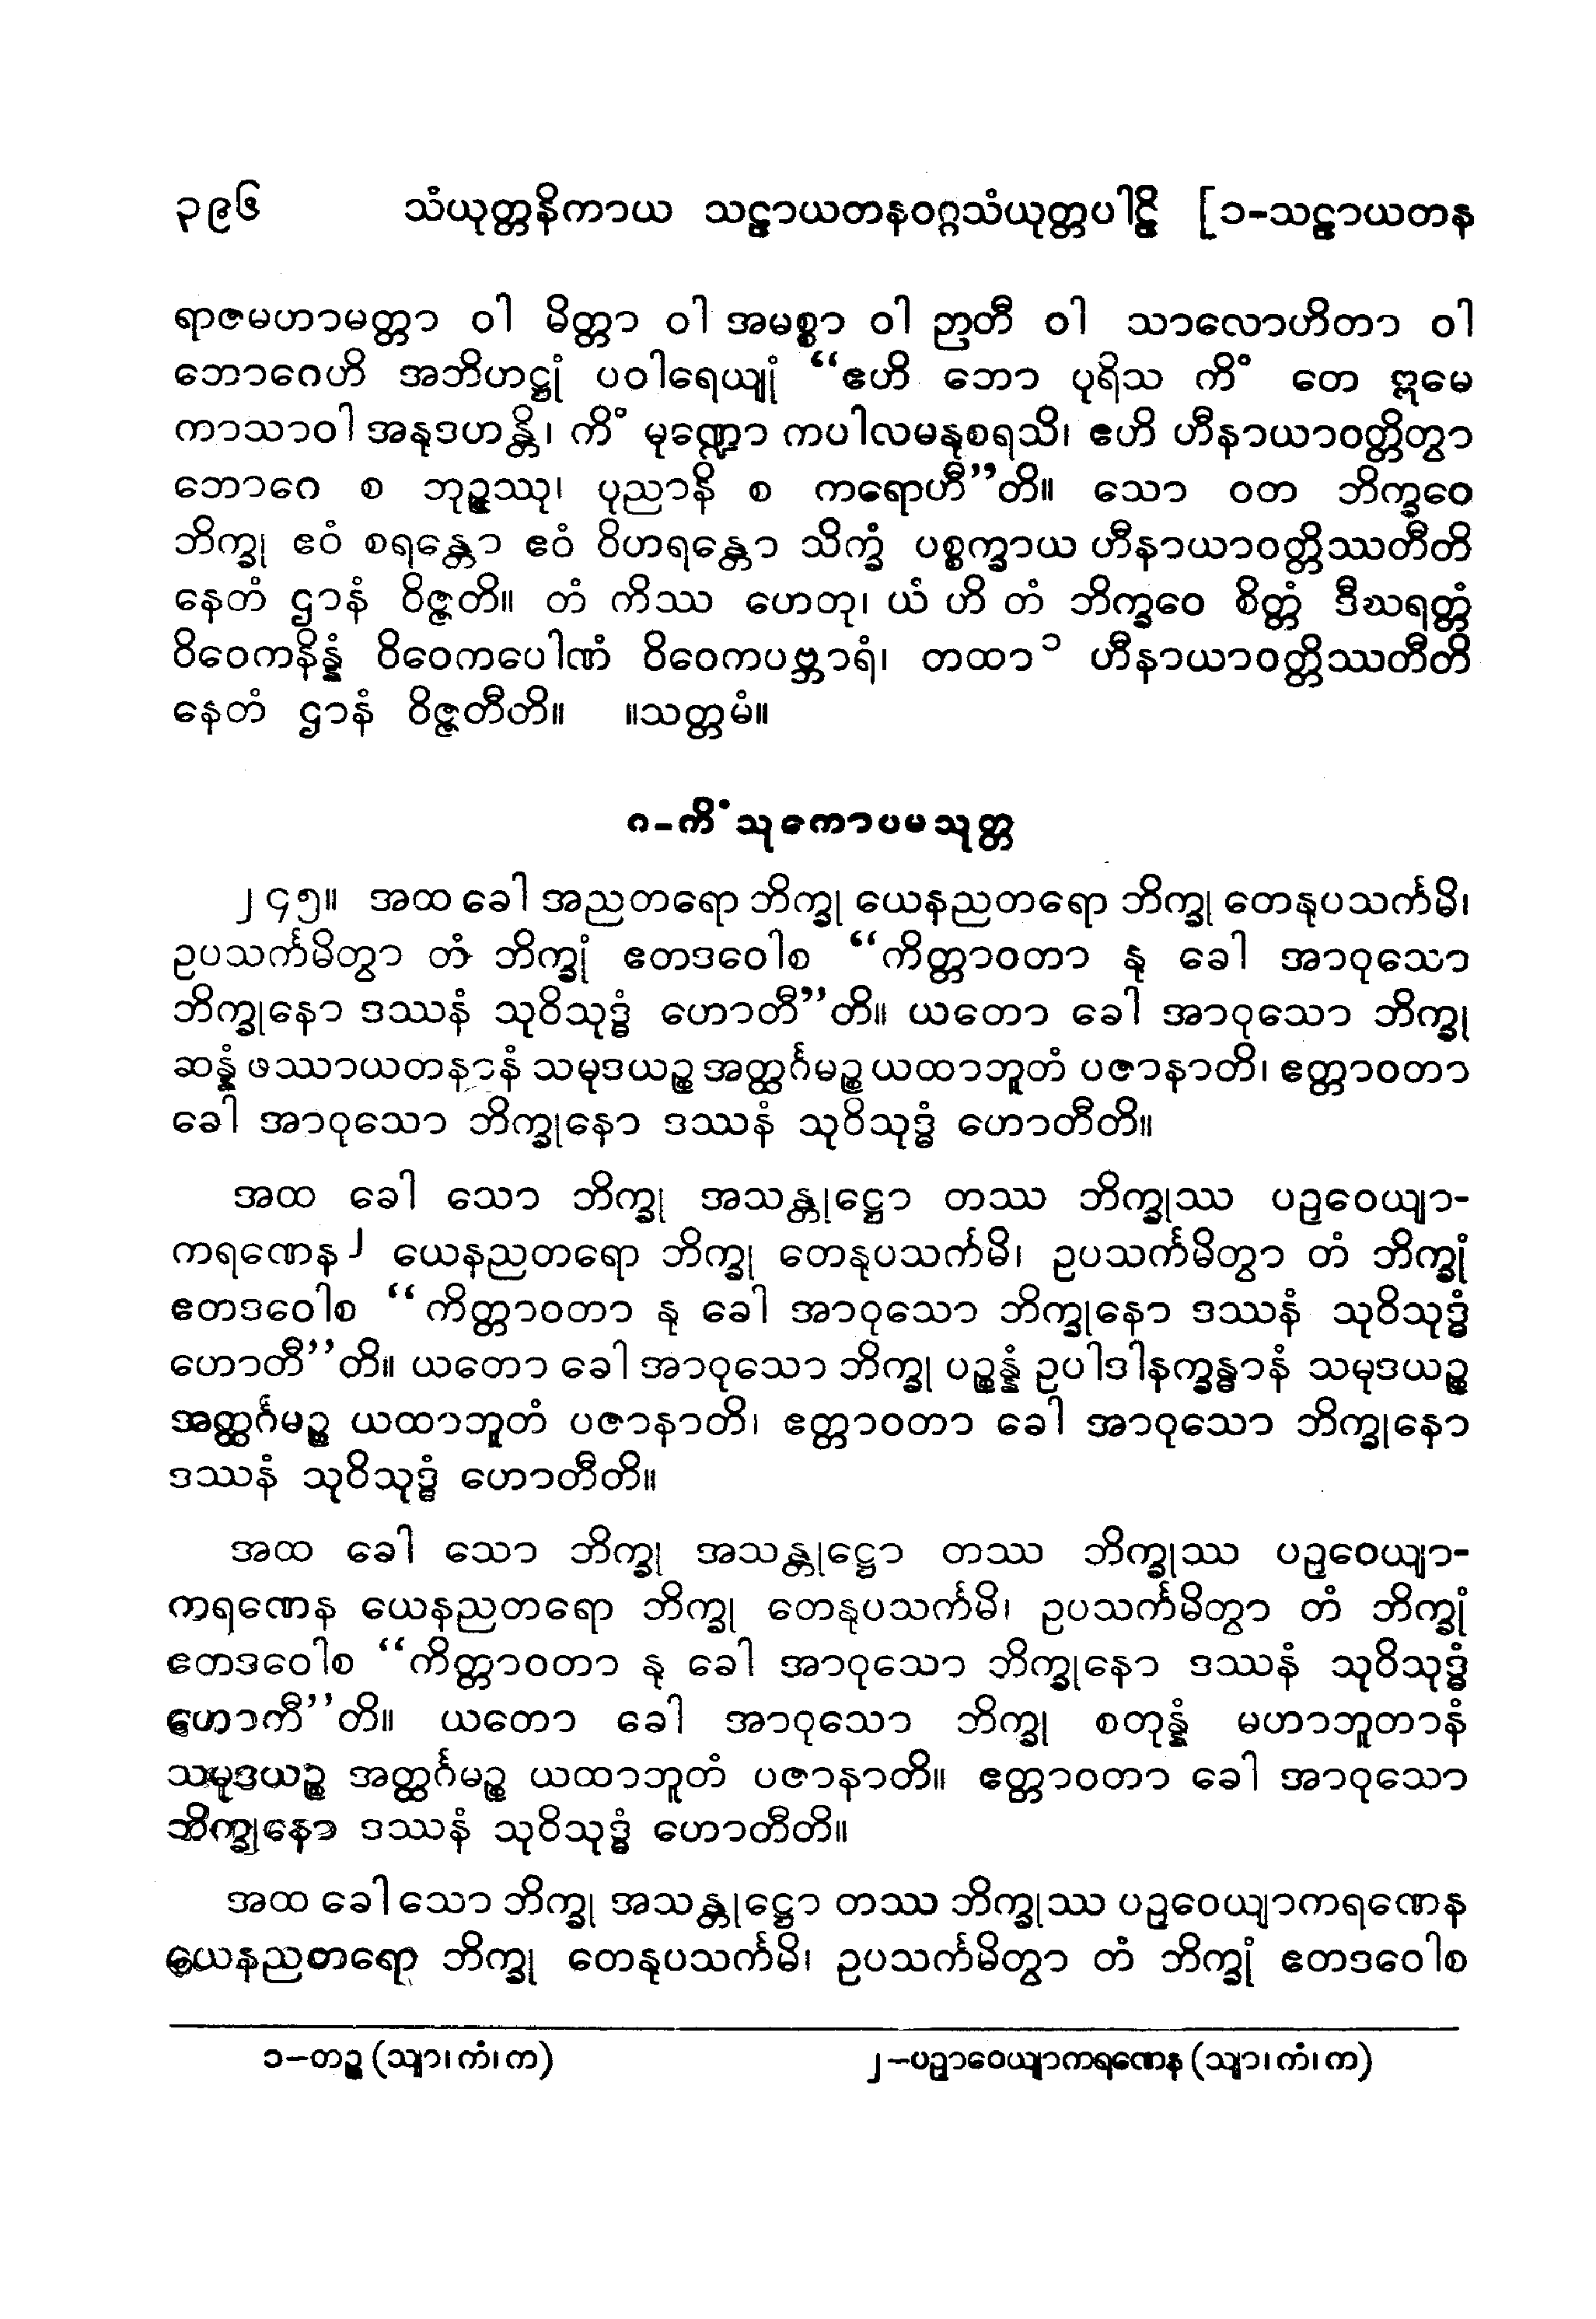 ၃၉၆ သံယုတ္တနိကာယ သဠာယတနဝဂ္ဂသံယုတ္တပါဠိ [၁-သဠာယတန
ရာဇမဟာမတ္တာ ဝါ မိတ္တာ ဝါ အမစ္စာ ဝါ ဉာတီ ဝါ သာလောဟိတာ ဝါ
ဘောဂေဟိ အဘိဟဋ္ဌုံ ပဝါရေယျုံ “ဧဟိ ဘော ပုရိသ ကိံ တေ ဣမေ
ကာသာဝါ အနုဒဟန္တိ၊ ကိံ မုဏ္ဍော ကပါလမနုစရသိ၊ ဧဟိ ဟီနာယာဝတ္တိတွာ
ဘောဂေ စ ဘုဉ္ဇဿု၊ ပုညာနိ စ ကရောဟီ”တိ။ သော ဝတ ဘိက္ခဝေ
ဘိက္ခု ဧဝံ စရန္တော ဧဝံ ဝိဟရန္တော သိက္ခံ ပစ္စက္ခာယ ဟီနာယာဝတ္တိဿတီတိ
နေတံ ဌာနံ ဝိဇ္ဇတိ။ တံ ကိဿ ဟေတု၊ ယံ ဟိ တံ ဘိက္ခဝေ စိတ္တံ ဒီဃရတ္တံ
ဝိဝေကနိန္နံ ဝိဝေကပေါဏံ ဝိဝေကပဗ္ဘာရံ၊ တထာ၁ ဟီနာယာဝတ္တိဿတီတိ
နေတံ ဌာနံ ဝိဇ္ဇတီတိ။ ။သတ္တမံ။
၈-ကိံသုကောပမသုတ္တ
၂၄၅။ အထ ခေါ အညတရော ဘိက္ခု ယေနညတရော ဘိက္ခု တေနုပသင်္ကမိ၊
ဥပသင်္ကမိတွာ တံ ဘိက္ခုံ ဧတဒဝေါစ “ကိတ္တာဝတာ နု ခေါ အာဝုသော
ဘိက္ခုနော ဒဿနံ သုဝိသုဒ္ဓံ ဟောတီ”တိ။ ယတော ခေါ အာဝုသော ဘိက္ခု
ဆန္နံ ဖဿာယတနာနံ သမုဒယဉ္စ အတ္ထင်္ဂမဉ္စ ယထာဘူတံ ပဇာနာတိ၊ ဧတ္တာဝတာ
ခေါ အာဝုသော ဘိက္ခုနော ဒဿနံ သုဝိသုဒ္ဓံ ဟောတီတိ။
အထ ခေါ သော ဘိက္ခု အသန္တုဋ္ဌော တဿ ဘိက္ခုဿ ပဉှဝေယျာ-
ကရဏေန၂ ယေနညတရော ဘိက္ခု တေနုပသင်္ကမိ၊ ဥပသင်္ကမိတွာ တံ ဘိက္ခုံ
ဧတဒဝေါစ “ကိတ္တာဝတာ နု ခေါ အာဝုသော ဘိက္ခုနော ဒဿနံ သုဝိသုဒ္ဓံ
ဟောတီ”တိ။ ယတော ခေါ အာဝုသော ဘိက္ခု ပဉ္စန္နံ ဥပါဒါနက္ခန္ဓာနံ သမုဒယဉ္စ
အတ္ထင်္ဂမဉ္စ ယထာဘူတံ ပဇာနာတိ၊ ဧတ္တာဝတာ ခေါ အာဝုသော ဘိက္ခုနော
ဒဿနံ သုဝိသုဒ္ဓံ ဟောတီတိ။
အထ ခေါ သော ဘိက္ခု အသန္တုဋ္ဌော တဿ ဘိက္ခုဿ ပဉှဝေယျာ-
ကရဏေန ယေနညတရော ဘိက္ခု တေနုပသင်္ကမိ၊ ဥပသင်္ကမိတွာ တံ ဘိက္ခုံ
ဧတဒဝေါစ “ကိတ္တာဝတာ နု ခေါ အာဝုသော ဘိက္ခုနော ဒဿနံ သုဝိသုဒ္ဓံ
ဟောကီ”တိ။ ယတော ခေါ အာဝုသော ဘိက္ခု စတုန္နံ မဟာဘူတာနံ
သမုဒယဉ္စ အတ္ထင်္ဂမဉ္စ ယထာဘူတံ ပဇာနာတိ။ ဧတ္တာဝတာ ခေါ အာဝုသော
ဘိက္ခုနော ဒဿနံ သုဝိသုဒ္ဓံ ဟောတီတိ။
အထ ခေါ သော ဘိက္ခု အသန္တုဋ္ဌော တဿ ဘိက္ခုဿ ပဉှဝေယျာကရဏေန
ယေနညတရော ဘိက္ခု တေနုပသင်္ကမိ၊ ဥပသင်္ကမိတွာ တံ ဘိက္ခုံ ဧတဒဝေါစ
၁-တဉ္စ (သျာ၊ ကံ၊ က) ၂-ပဉှာဝေယျာကရဏေန (သျာ၊ ကံ၊ က)